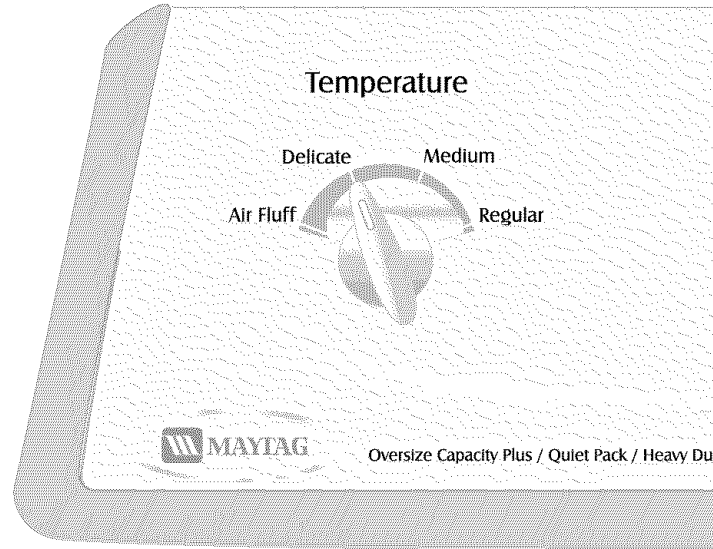 Temperature
Delicate
Medium
Air Fluff
Regular
MAYTAG
Oversize Capacity Plus / Quiet Pack / Heavy Du